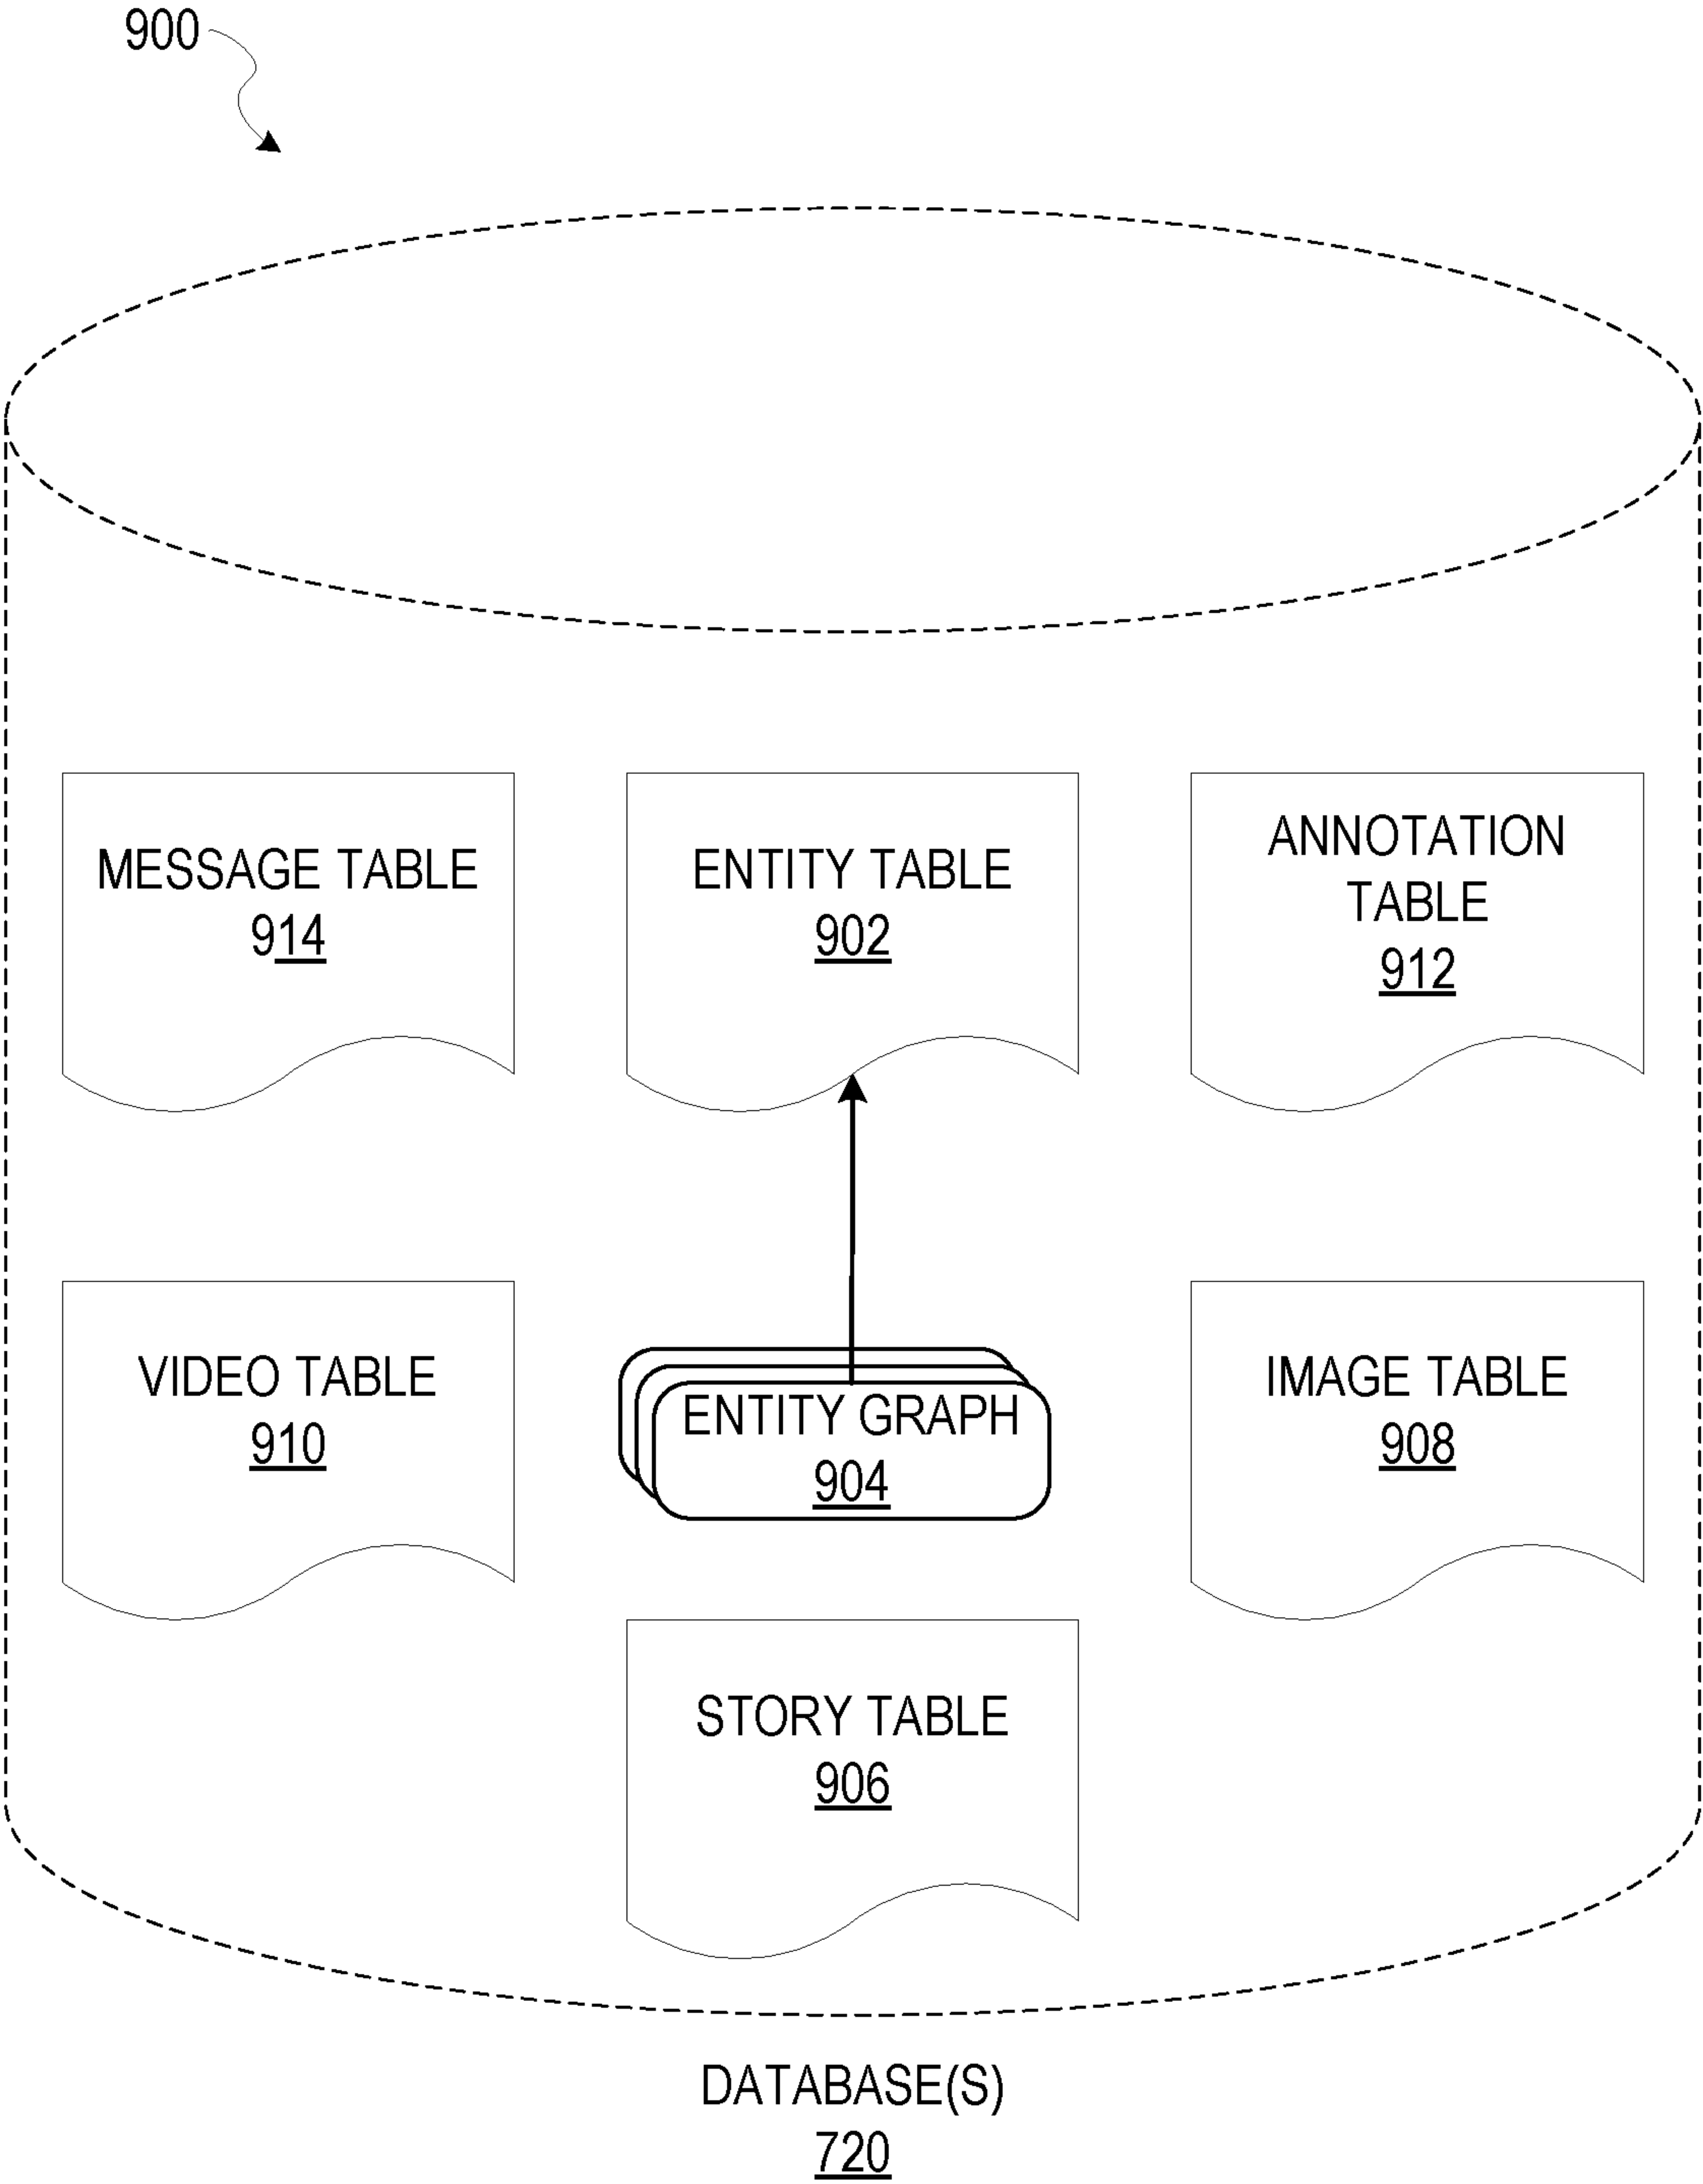 900
MESSAGE TABLE
914
ENTITY TABLE
902
ANNOTATION
TABLE
912
VIDEO TABLE
910
ENTITY GRAPH
904
IMAGE TABLE
908
STORY TABLE
906
DATABASE(S)
720